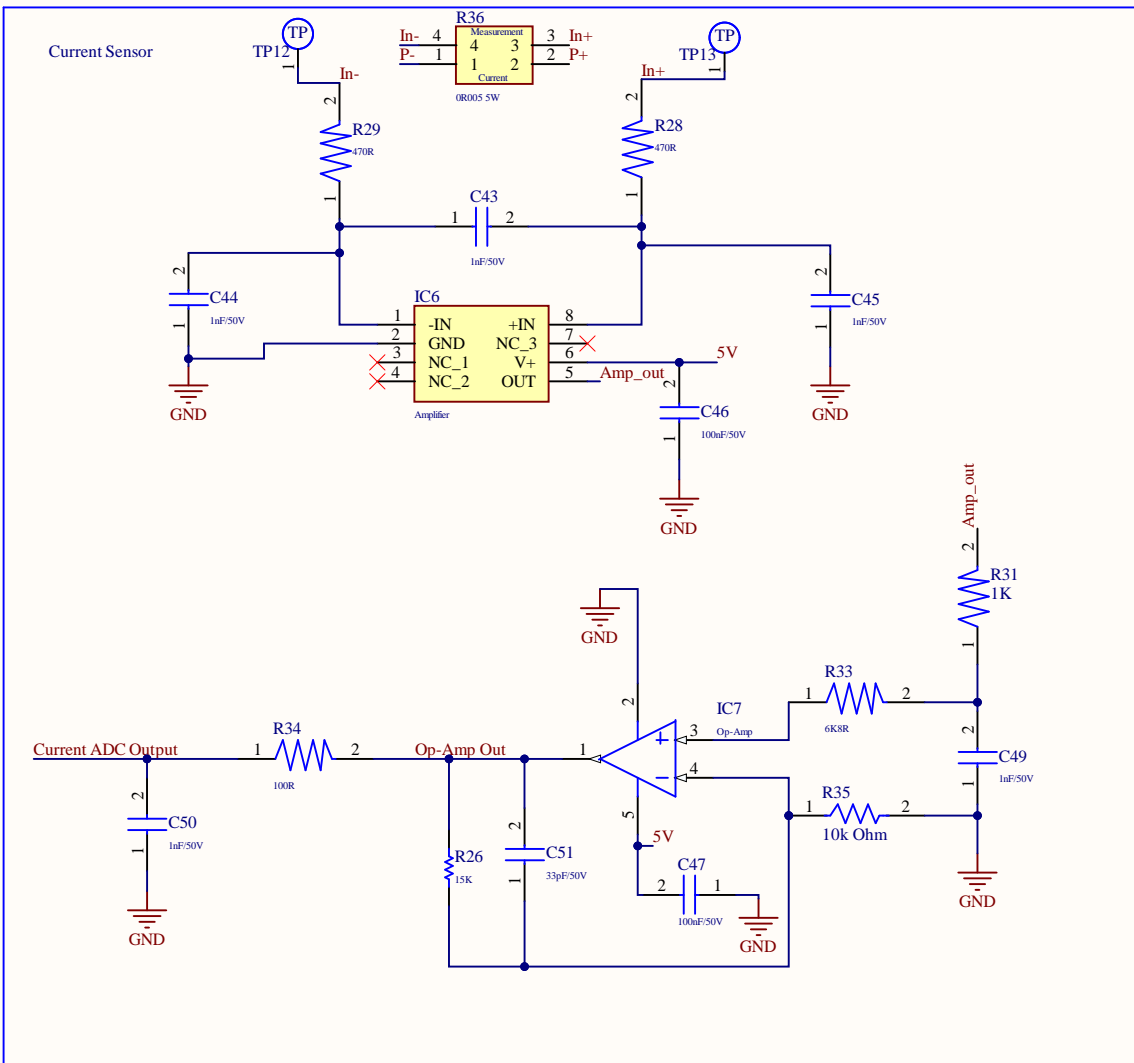 Current Sensor
TP
TP12
1
In-
2
R29
470R
1
R36
Measurement
In- 4 4 3 3 In+
P- 1 1 2 2 P+
Current
0R005 5W
TP
TP13
1
In+
2
R28
470R
1
C43
1 2
1nF/50V
2
C44
1nF/50V
1
GND
IC6
1 -IN +IN 8
2 GND NC_3 7
3 NC_1 V+ 6
4 NC_2 OUT 5
Amplifier
5V
Amp_out
2
C46
100nF/50V
1
GND
2
C45
1nF/50V
1
GND
Amp_out
2
R31
1K
1
GND
2
IC7
Op-Amp
3
4
1
5
5V
R33
1 2
6K8R
2
C49
1nF/50V
1
R35
1 2
10k Ohm
GND
C47
2 1
100nF/50V
GND
Current ADC Output
R34
1 2
100R
Op-Amp Out
2
C50
1nF/50V
1
GND
R26
15K
2
C51
33pF/50V
1